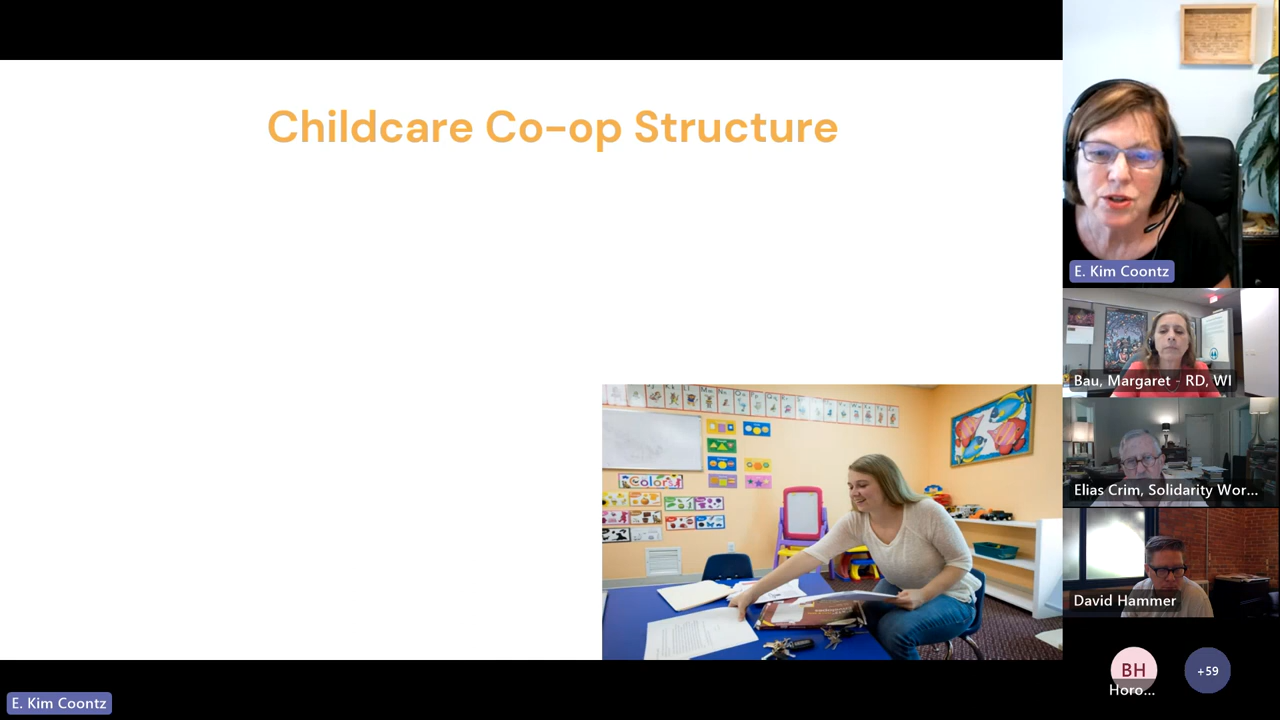 Childcare Co-op Structure
Colors
E. Kim Coontz
Bau, Margaret - RD, WI
Elias Crim, Solidarity Wor...
David Hammer
BH
Horo...
+59
E. Kim Coontz